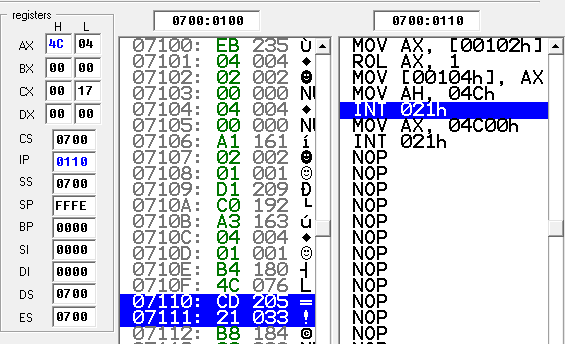 registers
H L
AX 4C 04
BX 00 00
CX 00 17
DX 00 00
CS 0700
IP 0110
SS 0700
SP FFFE
BP 0000
SI 0000
DI 0000
DS 0700
ES 0700
0700:0100
07100: EB 235 ù
07101: 04 004 ♦
07102: 02 002 ☻
07103: 00 000 NU
07104: 04 004 ♦
07105: 00 000 NU
07106: A1 161 í
07107: 02 002 ☻
07108: 01 001 ☺
07109: D1 209 Ð
0710A: C0 192 └
0710B: A3 163 ú
0710C: 04 004 ♦
0710D: 01 001 ☺
0710E: B4 180 ┤
0710F: 4C 076 L
07110: CD 205 =
07111: 21 033 !
07112: B8 184 ©
0700:0110
MOV AX, [00102h]
ROL AX, 1
MOV [00104h], AX
MOV AH, 04Ch
INT 021h
MOV AX, 04C00h
INT 021h
NOP
NOP
NOP
NOP
NOP
NOP
NOP
NOP
NOP
NOP
NOP